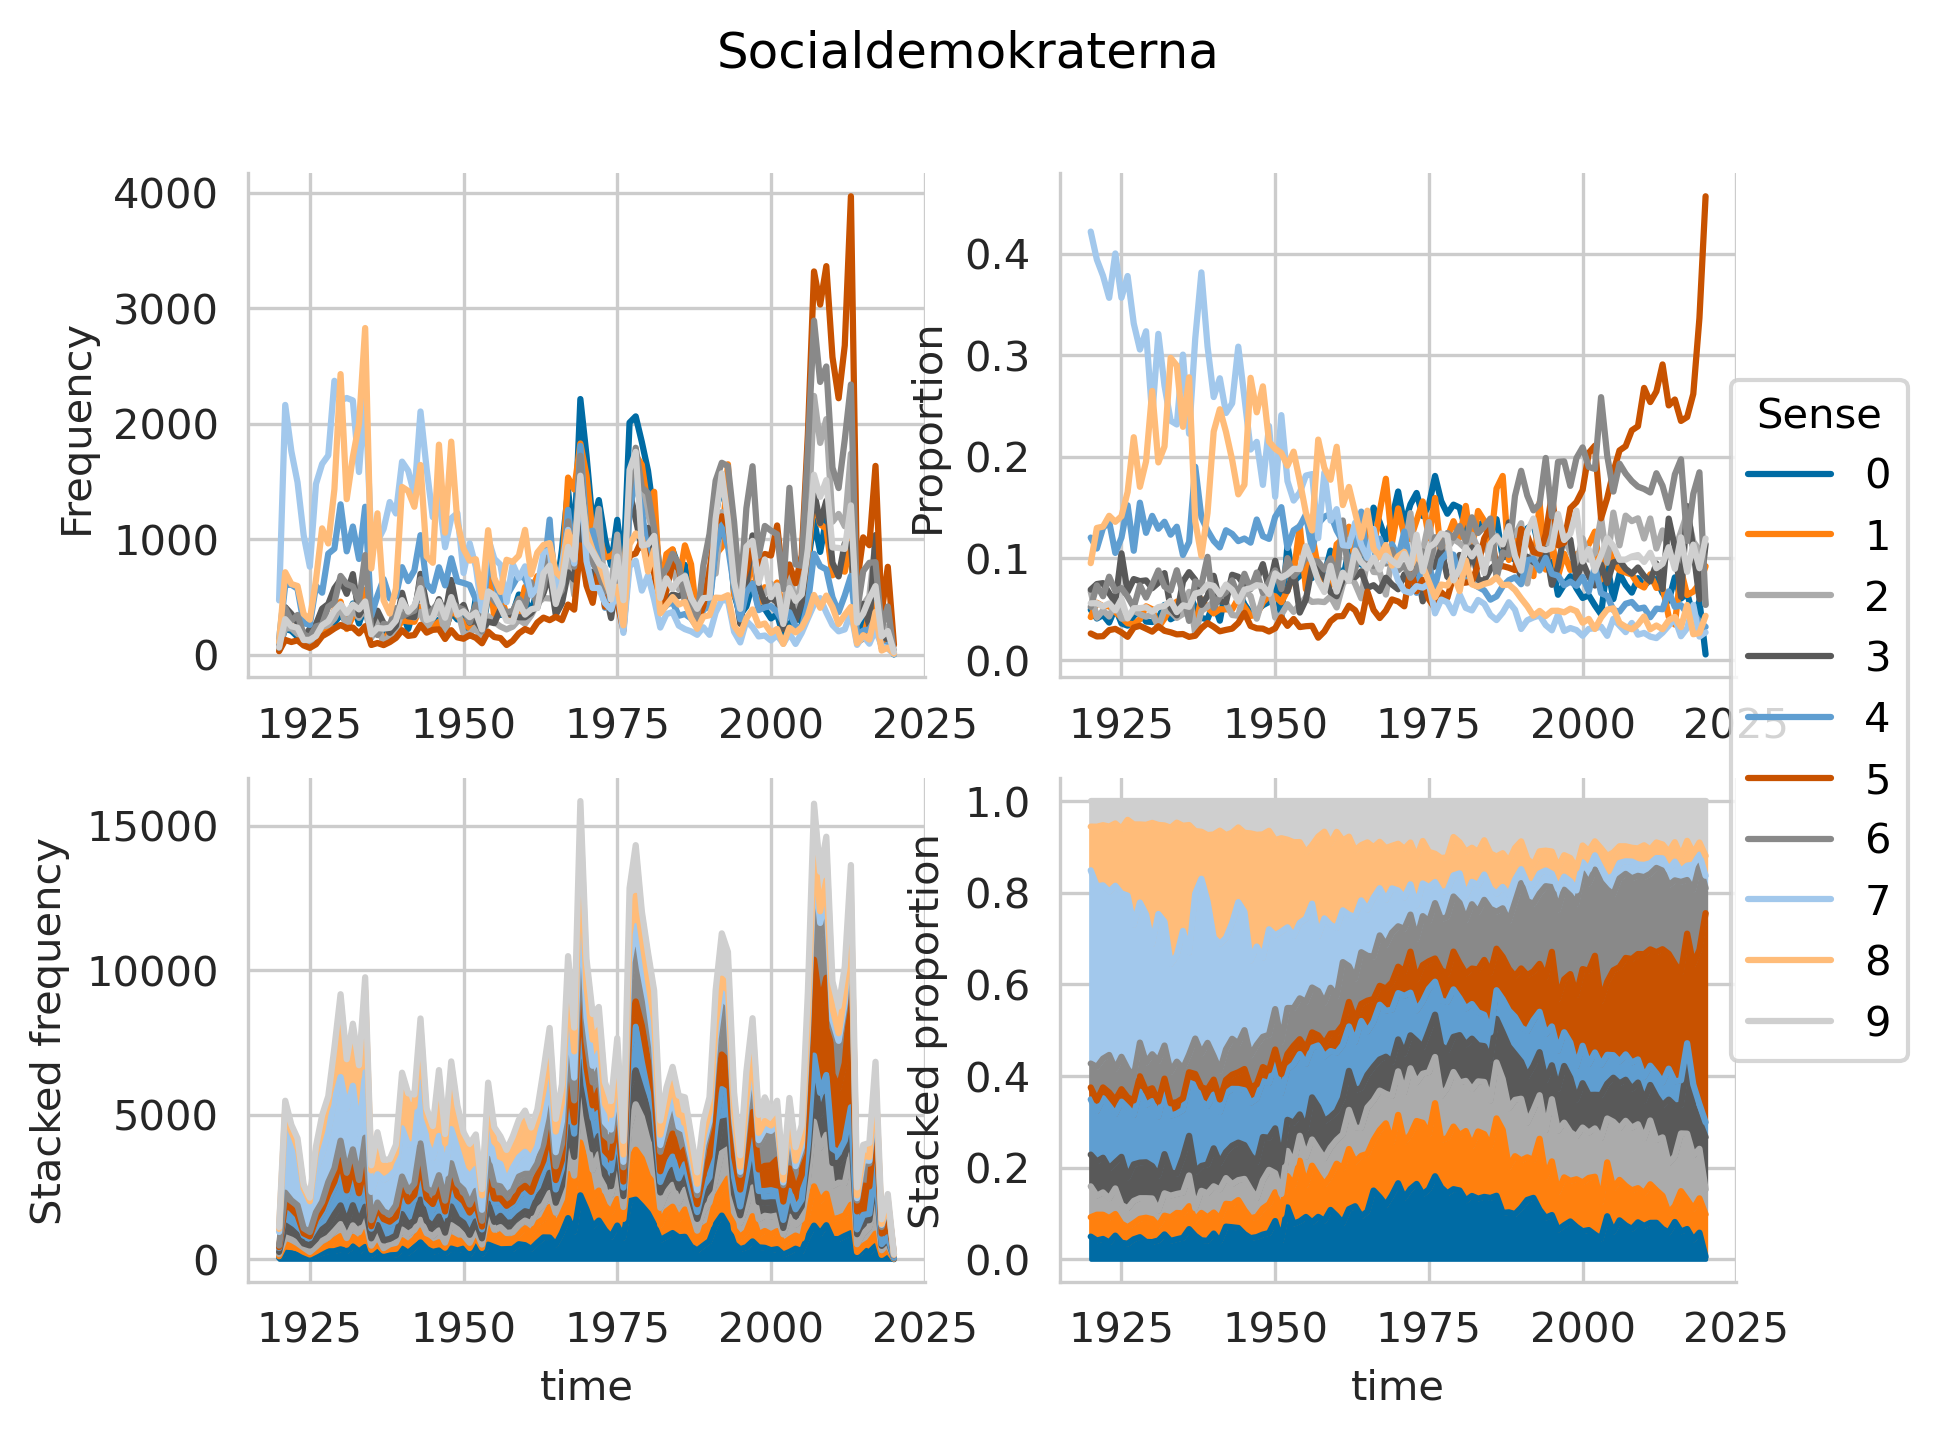 Socialdemokraterna
Frequency
4000
3000
2000
1000
0
1925 1950 1975 2000 2025
Proportion
0.4
0.3
0.2
0.1
0.0
1925 1950 1975 2000 2025
Stacked frequency
15000
10000
5000
0
1925 1950 1975 2000 2025
time
Stacked proportion
1.0
0.8
0.6
0.4
0.2
0.0
1925 1950 1975 2000 2025
time
Sense
0
1
2
3
4
5
6
7
8
9